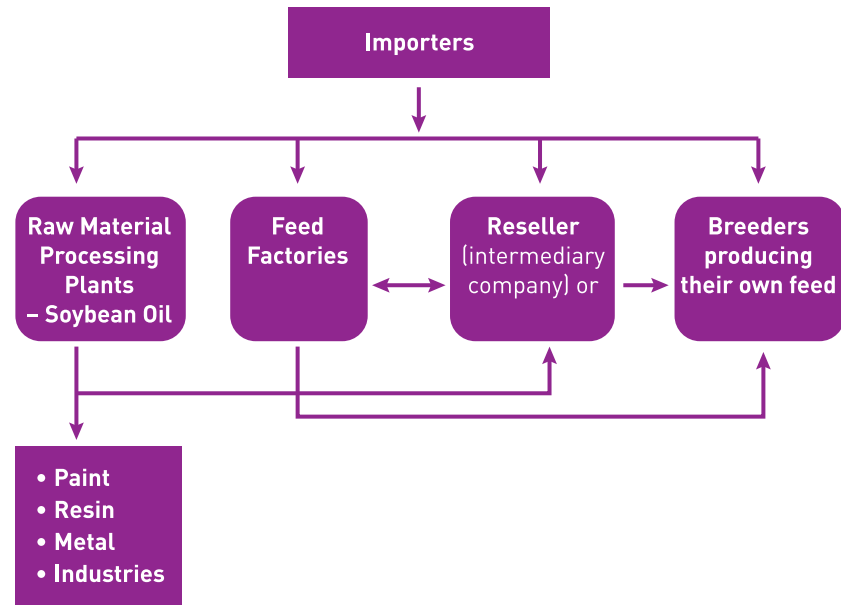 Importers
Raw Material
Processing
Plants
– Soybean Oil
Feed
Factories
Reseller
(intermediary
company) or
Breeders
producing
their own feed
• Paint
• Resin
• Metal
• Industries